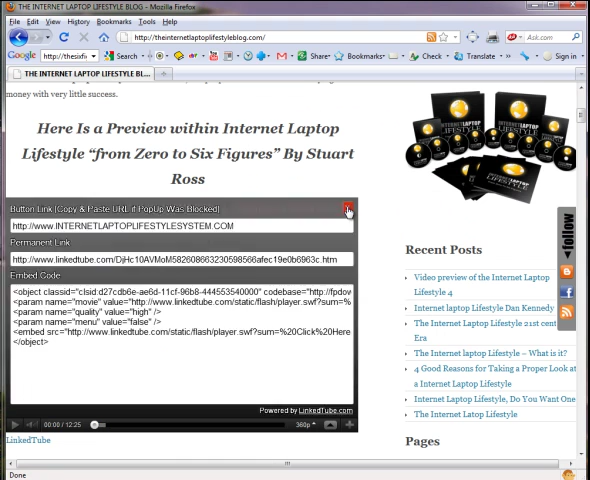 THE INTERNET LAPTOP LIFESTYLE BLOG - Mozilla Firefox
File Edit View History Bookmarks Tools Help
http://theinternetlaptoplifestyleblog.com/
Ask.com
Google http://thesixfi Search Share Bookmarks Check Translate Sign in
THE INTERNET LAPTOP LIFESTYLE BL...
money with very little success.
Here Is a Preview within Internet Laptop
Lifestyle “from Zero to Six Figures” By Stuart
Ross
Button Link [Copy & Paste URL if PopUp Was Blocked]
http://www.INTERNETLAPTOPLIFESTYLESYSTEM.COM
Permanent Link
http://www.linkedtube.com/DjHc10AVMoM582608663230598566afec19e0b6963c.htm
Embed Code
<object classid="clsid:d27cdb6e-ae6d-11cf-96b8-444553540000" codebase="http://fpdow
<param name="movie" value="http://www.linkedtube.com/static/flash/player.swf?sum=%
<param name="quality" value="high" />
<param name="menu" value="false" />
<embed src="http://www.linkedtube.com/static/flash/player.swf?sum=%20Click%20Here
</object>
Powered by LinkedTube.com
00:00 / 12:25
360p
LinkedTube
follow
Recent Posts
Video preview of the Internet Laptop
Lifestyle 4
Internet laptop Lifestyle Dan Kennedy
The Internet Laptop Lifestyle 21st cent
Era
The Internet Laptop Lifestyle – What is it?
4 Good Reasons for Taking a Proper Look at
a Internet Laptop Lifestyle
Internet Lifestyle, Do You Want One
The Internet Latop Lifestyle
Pages
Done